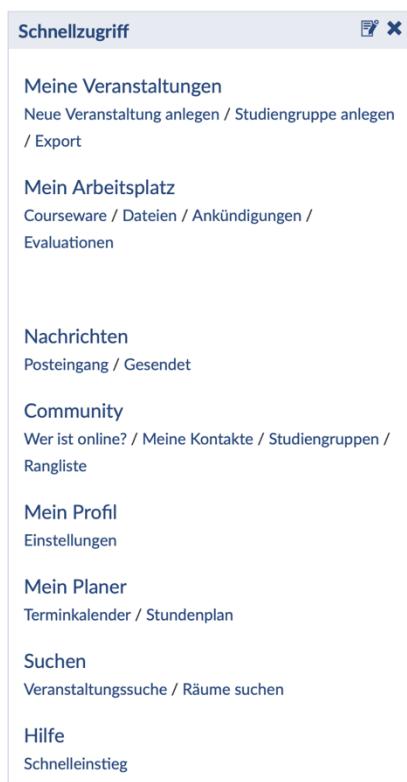 Schnellzugriff
Meine Veranstaltungen
Neue Veranstaltung anlegen / Studiengruppe anlegen
/ Export
Mein Arbeitsplatz
Courseware / Dateien / Ankündigungen /
Evaluationen
Nachrichten
Posteingang / Gesendet
Community
Wer ist online? / Meine Kontakte / Studiengruppen /
Rangliste
Mein Profil
Einstellungen
Mein Planer
Terminkalender / Stundenplan
Suchen
Veranstaltungssuche / Räume suchen
Hilfe
Schnelleinstieg